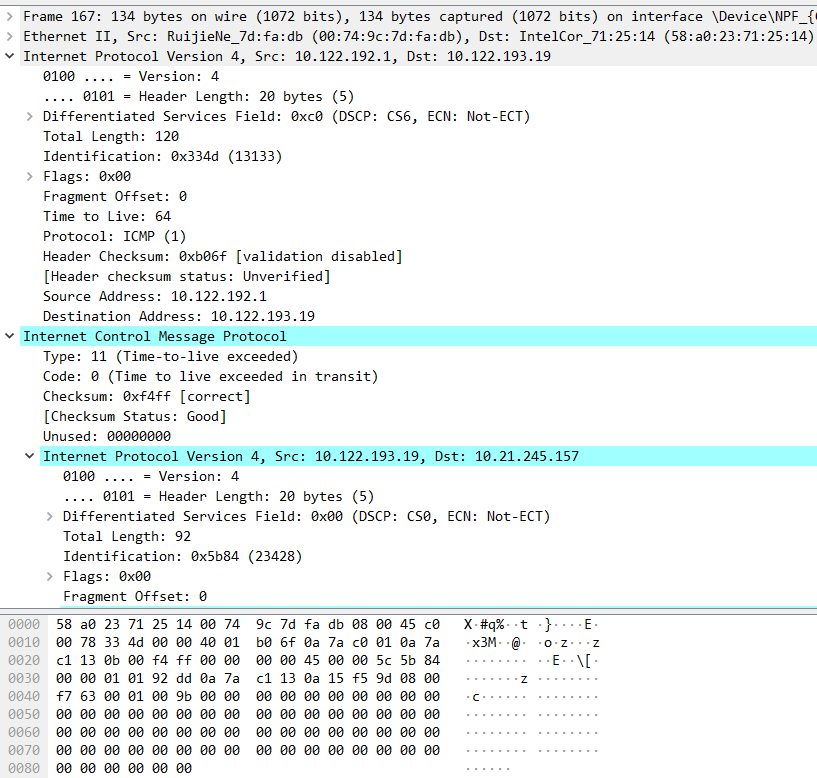 Frame 167: 134 bytes on wire (1072 bits), 134 bytes captured (1072 bits) on interface \Device\NPF_{
Ethernet II, Src: RuijieNe_7d:fa:db (00:74:9c:7d:fa:db), Dst: IntelCor_71:25:14 (58:a0:23:71:25:14)
Internet Protocol Version 4, Src: 10.122.192.1, Dst: 10.122.193.19
0100 .... = Version: 4
.... 0101 = Header Length: 20 bytes (5)
Differentiated Services Field: 0xc0 (DSCP: CS6, ECN: Not-ECT)
Total Length: 120
Identification: 0x334d (13133)
Flags: 0x00
Fragment Offset: 0
Time to Live: 64
Protocol: ICMP (1)
Header Checksum: 0xb06f [validation disabled]
[Header checksum status: Unverified]
Source Address: 10.122.192.1
Destination Address: 10.122.193.19
Internet Control Message Protocol
Type: 11 (Time-to-live exceeded)
Code: 0 (Time to live exceeded in transit)
Checksum: 0xf4ff [correct]
[Checksum Status: Good]
Unused: 00000000
Internet Protocol Version 4, Src: 10.122.193.19, Dst: 10.21.245.157
0100 .... = Version: 4
.... 0101 = Header Length: 20 bytes (5)
Differentiated Services Field: 0x00 (DSCP: CS0, ECN: Not-ECT)
Total Length: 92
Identification: 0x5b84 (23428)
Flags: 0x00
Fragment Offset: 0
0000 58 a0 23 71 25 14 00 74 9c 7d fa db 08 00 45 c0 X·#q%··t ·}····E·
0010 00 78 33 4d 00 00 40 01 b0 6f 0a 7a c0 01 0a 7a ·x3M··@· ·o·z···z
0020 c1 13 0b 00 f4 ff 00 00 00 00 45 00 00 5c 5b 84 ········ ··E··\[·
0030 00 00 01 01 92 dd 0a 7a c1 13 0a 15 f5 9d 08 00 ·······z ········
0040 f7 63 00 01 00 9b 00 00 00 00 00 00 00 00 00 00 ·c······ ········
0050 00 00 00 00 00 00 00 00 00 00 00 00 00 00 00 00 ········ ········
0060 00 00 00 00 00 00 00 00 00 00 00 00 00 00 00 00 ········ ········
0070 00 00 00 00 00 00 00 00 00 00 00 00 00 00 00 00 ········ ········
0080 00 00 00 00 00 00 ······